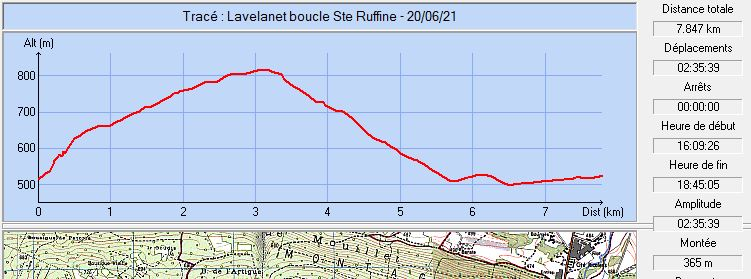 Tracé : Lavelanet boucle Ste Ruffine - 20/06/21
Alt (m)
800
700
600
500
0 1 2 3 4 5 6 7 Dist (km)
Distance totale
7.847 km
Déplacements
02:35:39
Arrêts
00:00:00
Heure de début
16:09:26
Heure de fin
18:45:05
Amplitude
02:35:39
Montée
365 m
D. de l'Artigue